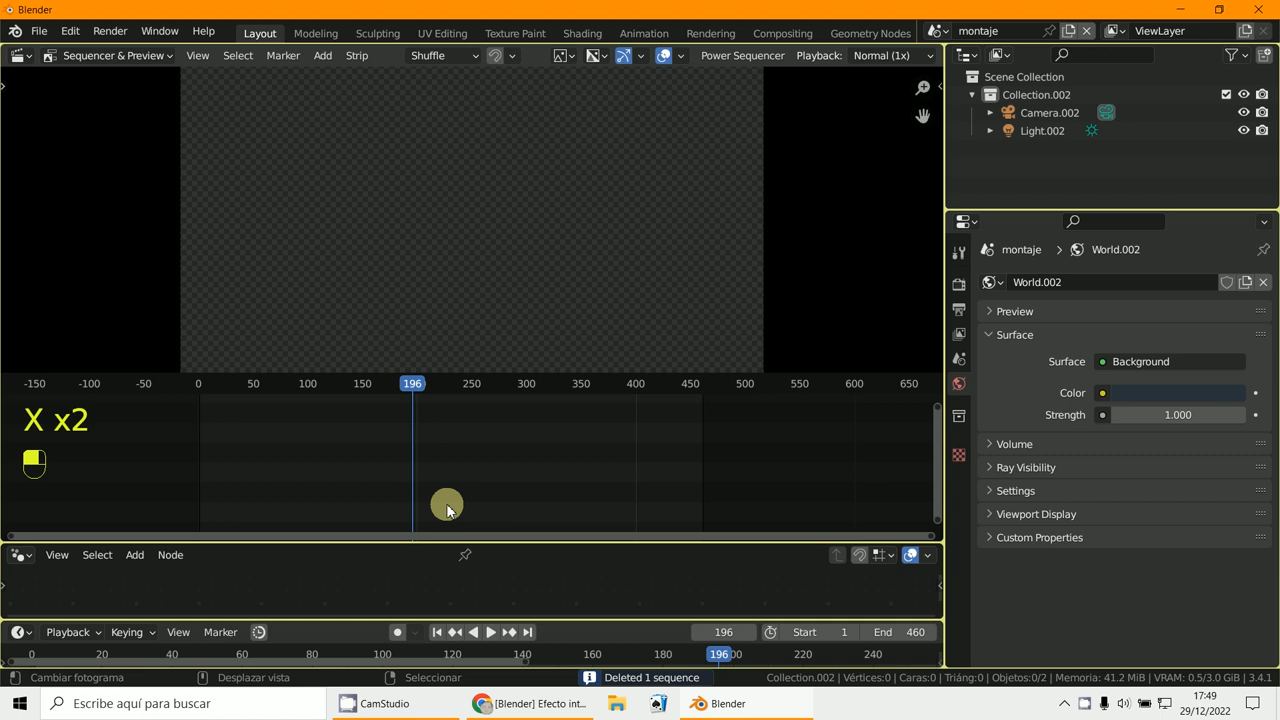 Blender
File Edit Render Window Help Layout Modeling Sculpting UV Editing Texture Paint Shading Animation Rendering Compositing Geometry Nodes montaje ViewLayer
Sequencer & Preview View Select Marker Add Strip Shuffle Power Sequencer Playback: Normal (1x)
Scene Collection
Collection.002
Camera.002
Light.002
montaje World.002
World.002
Preview
Surface
Surface Background
Color
Strength 1.000
Volume
Ray Visibility
Settings
Viewport Display
Custom Properties
-150 -100 -50 0 50 100 150 196 250 300 350 400 450 500 550 600 650
X x2
View Select Add Node
Playback Keying View Marker 196 Start 1 End 460
0 20 40 60 80 100 120 140 160 180 196 00 220 240
Cambiar fotograma Desplazar vista Seleccionar Deleted 1 sequence Collection.002 | Vértices:0 | Caras:0 | Triáng:0 | Objetos:0/2 | Memoria: 41.2 MiB | VRAM: 0.5/3.0 GiB | 3.4.1
Escribe aquí para buscar CamStudio [Blender] Efecto int... Blender 17:49
29/12/2022